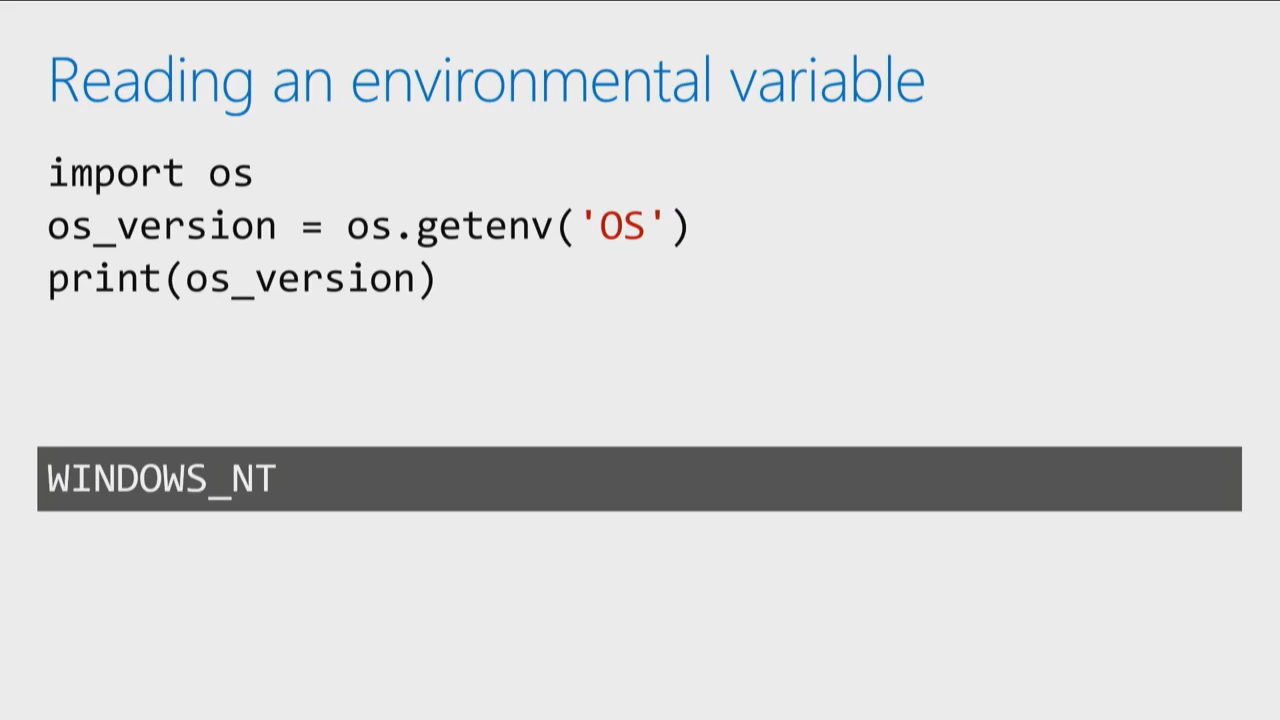 Reading an environmental variable
import os
os_version = os.getenv('OS')
print(os_version)
WINDOWS_NT